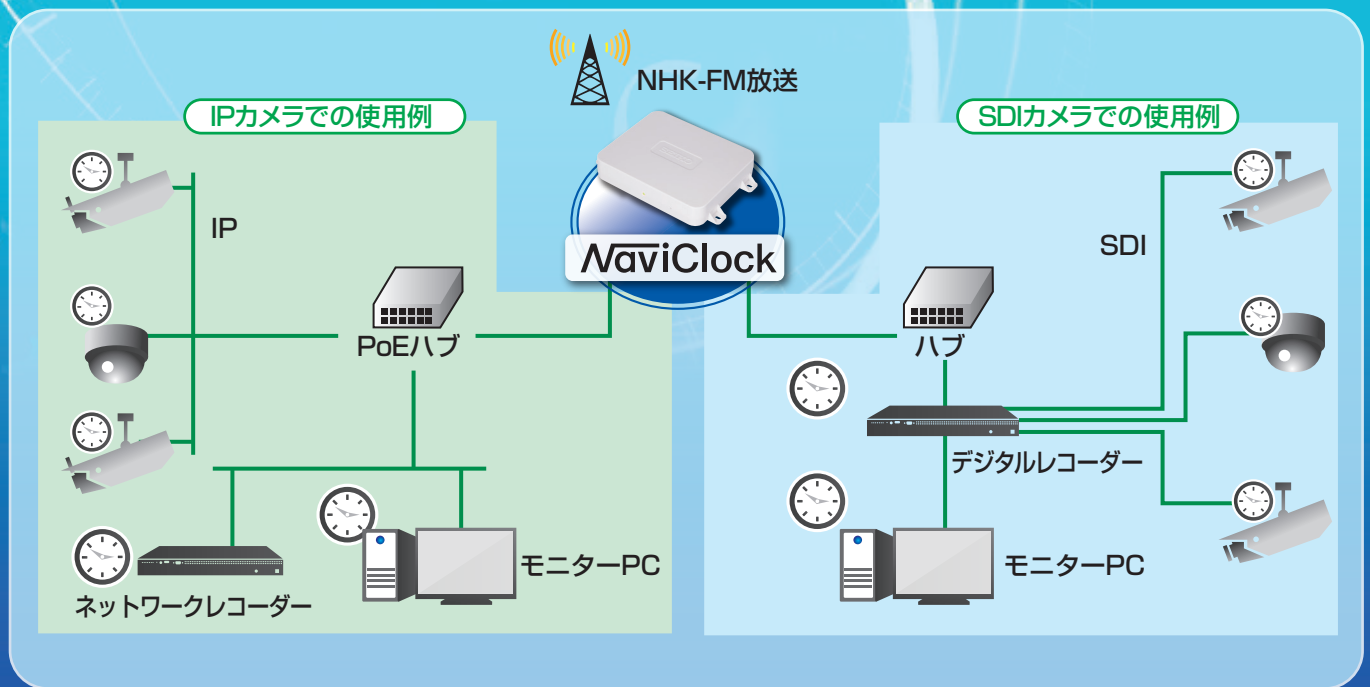 NHK-FM放送
IPカメラでの使用例
SDIカメラでの使用例
IP
SDI
NaviClock
PoEハブ
ハブ
デジタルレコーダー
モニターPC
モニターPC
ネットワークレコーダー